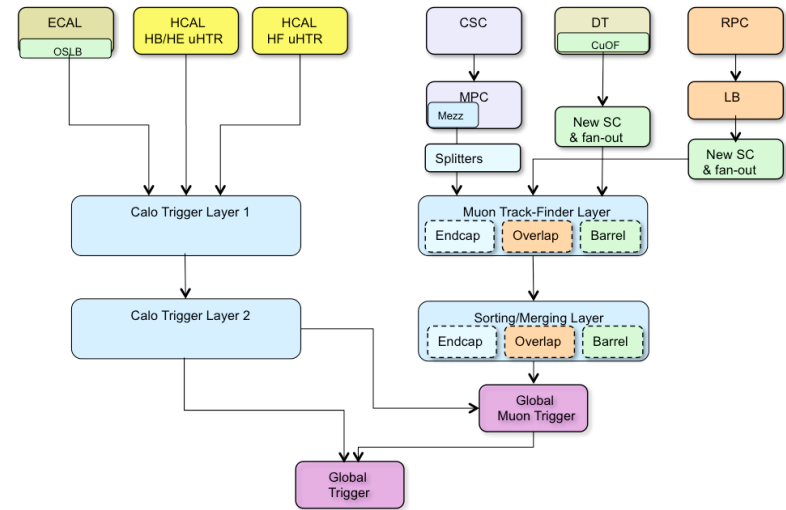 ECAL
OSLB
HCAL
HB/HE uHTR
HCAL
HF uHTR
CSC
DT
CuOF
RPC
MPC
Mezz
LB
New SC
& fan-out
Splitters
New SC
& fan-out
Calo Trigger Layer 1
Muon Track-Finder Layer
Endcap
Overlap
Barrel
Calo Trigger Layer 2
Sorting/Merging Layer
Endcap
Overlap
Barrel
Global
Muon Trigger
Global
Trigger